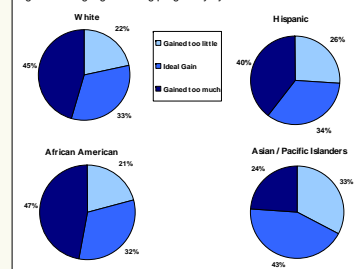 White
22%
45%
33%
Gained too little
Ideal Gain
Gained too much
Hispanic
26%
40%
34%
African American
21%
47%
32%
Asian / Pacific Islanders
24%
33%
43%